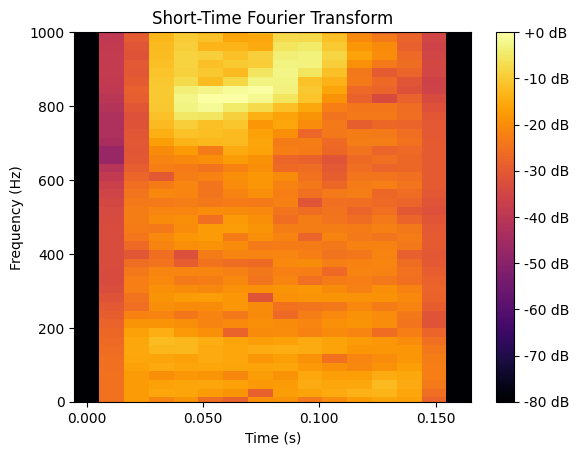 Short-Time Fourier Transform
1000
800
600
400
200
0
Frequency (Hz)
0.000
0.050
0.100
0.150
Time (s)
+0 dB
-10 dB
-20 dB
-30 dB
-40 dB
-50 dB
-60 dB
-70 dB
-80 dB